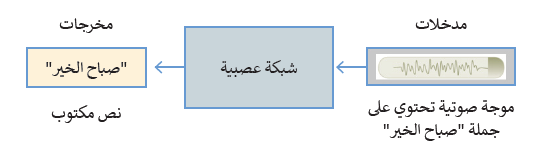 مدخلات
موجة صوتية تحتوي على
جملة "صباح الخير"
شبكة عصبية
مخرجات
"صباح الخير"
نص مكتوب